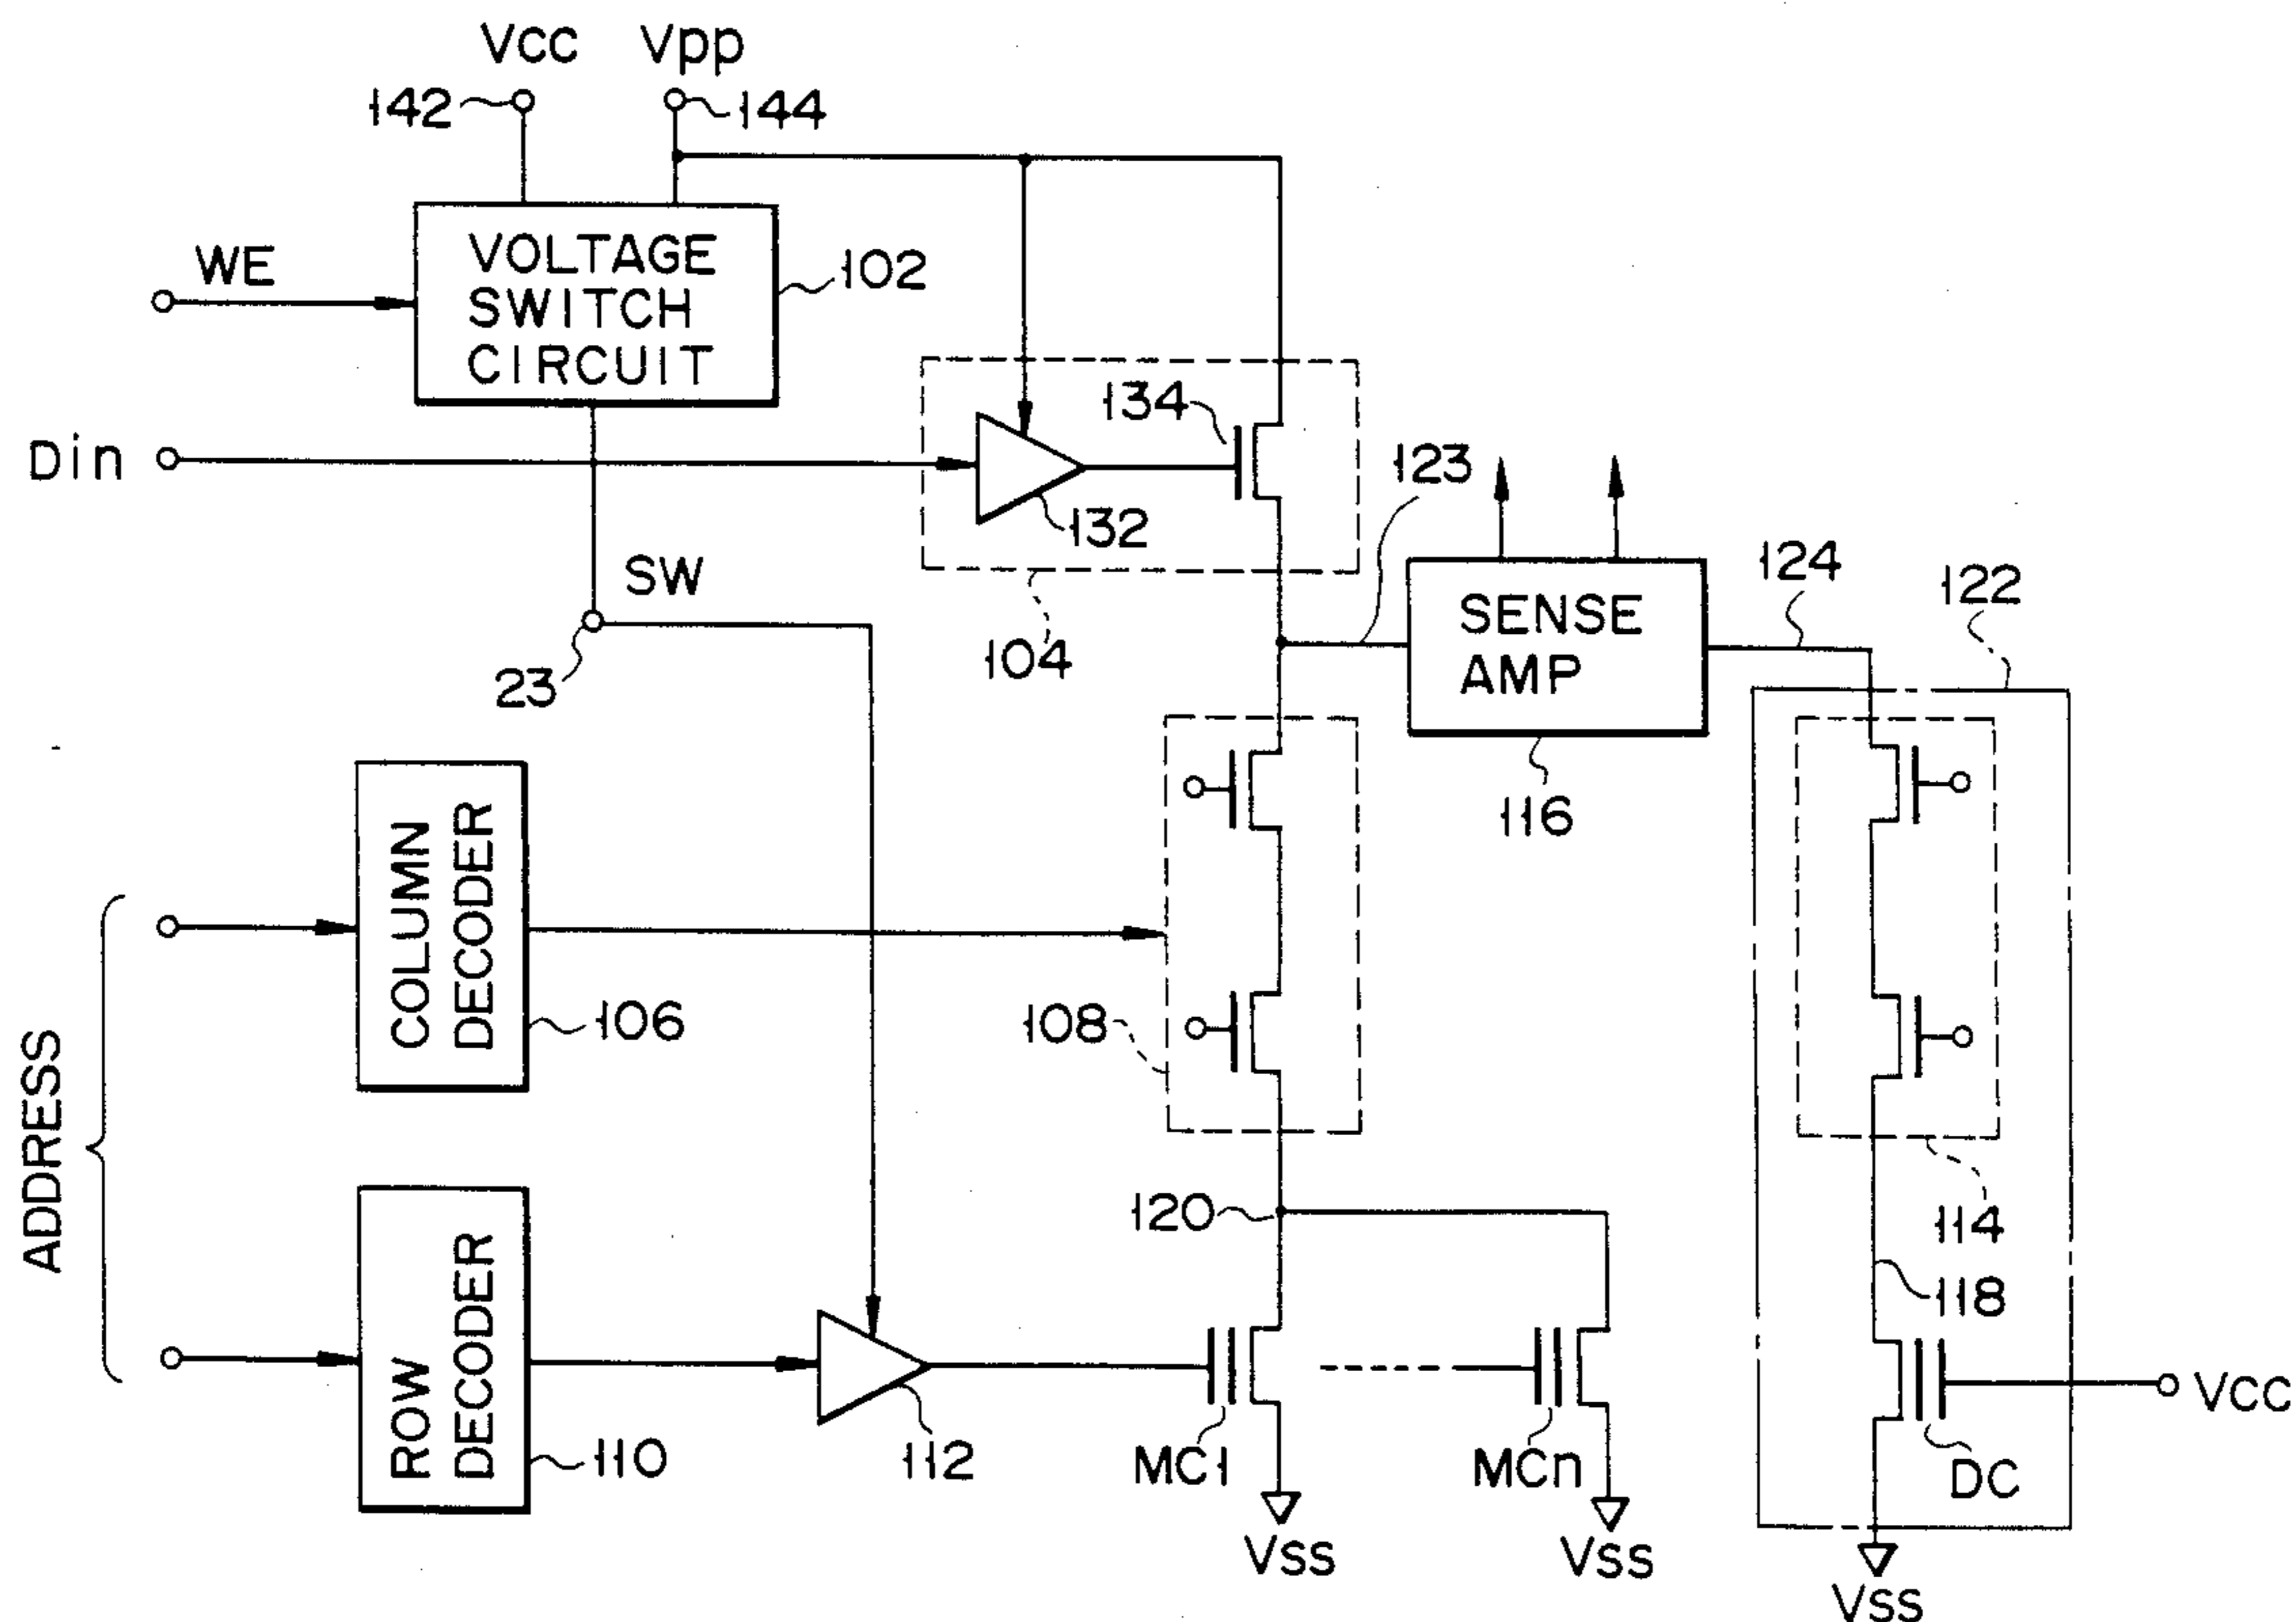 Vcc
Vpp
142
144
WE
VOLTAGE
SWITCH
CIRCUIT
102
134
Din
132
123
SW
104
23
SENSE
AMP
116
124
122
COLUMN
DECODER
106
108
ADDRESS
120
114
118
ROW
DECODER
110
112
MC1
MCn
DC
VCC
Vss
Vss
Vss